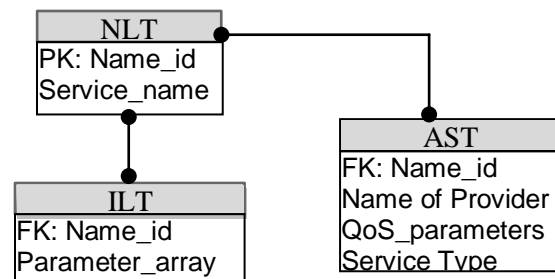 NLT
PK: Name_id
Service_name
ILT
FK: Name_id
Parameter_array
AST
FK: Name_id
Name of Provider
QoS_parameters
Service Type